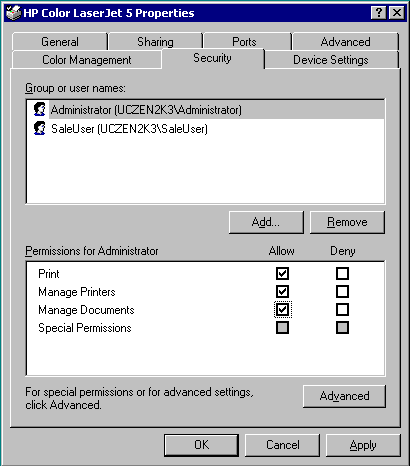 HP Color LaserJet 5 Properties
General Sharing Ports Advanced
Color Management Security Device Settings
Group or user names:
Administrator (UCZEN2K3\Administrator)
SaleUser (UCZEN2K3\SaleUser)
Add... Remove
Permissions for Administrator Allow Deny
Print
Manage Printers
Manage Documents
Special Permissions
For special permissions or for advanced settings,
click Advanced.
Advanced
OK Cancel Apply